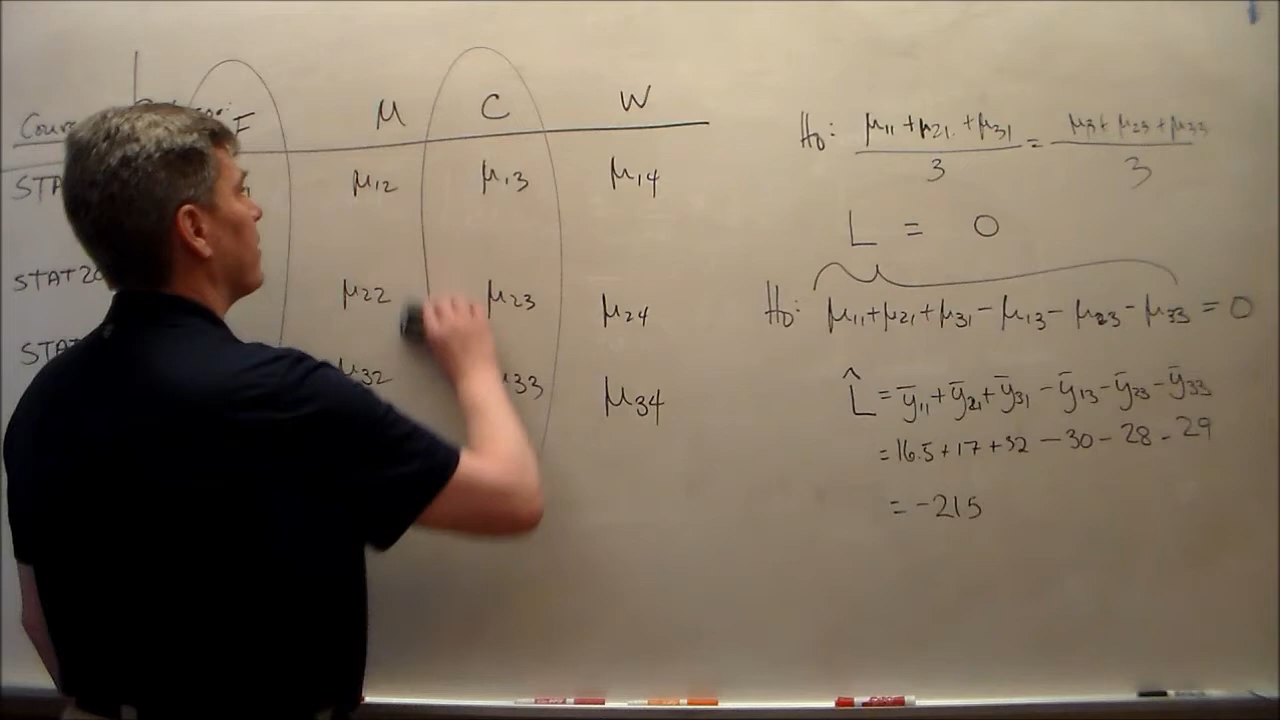 F M C W
STA μ12 μ13 μ14
STAT20 μ22 μ23 μ24
STAT μ32 μ33 μ34
H0: (μ11 + μ21 + μ31)/3 = (μ13 + μ23 + μ33)/3
L = 0
H0: μ11 + μ21 + μ31 - μ13 - μ23 - μ33 = 0
L̂ = ȳ11 + ȳ21 + ȳ31 - ȳ13 - ȳ23 - ȳ33
= 16.5 + 17 + 32 - 30 - 28 - 29
= -21.5